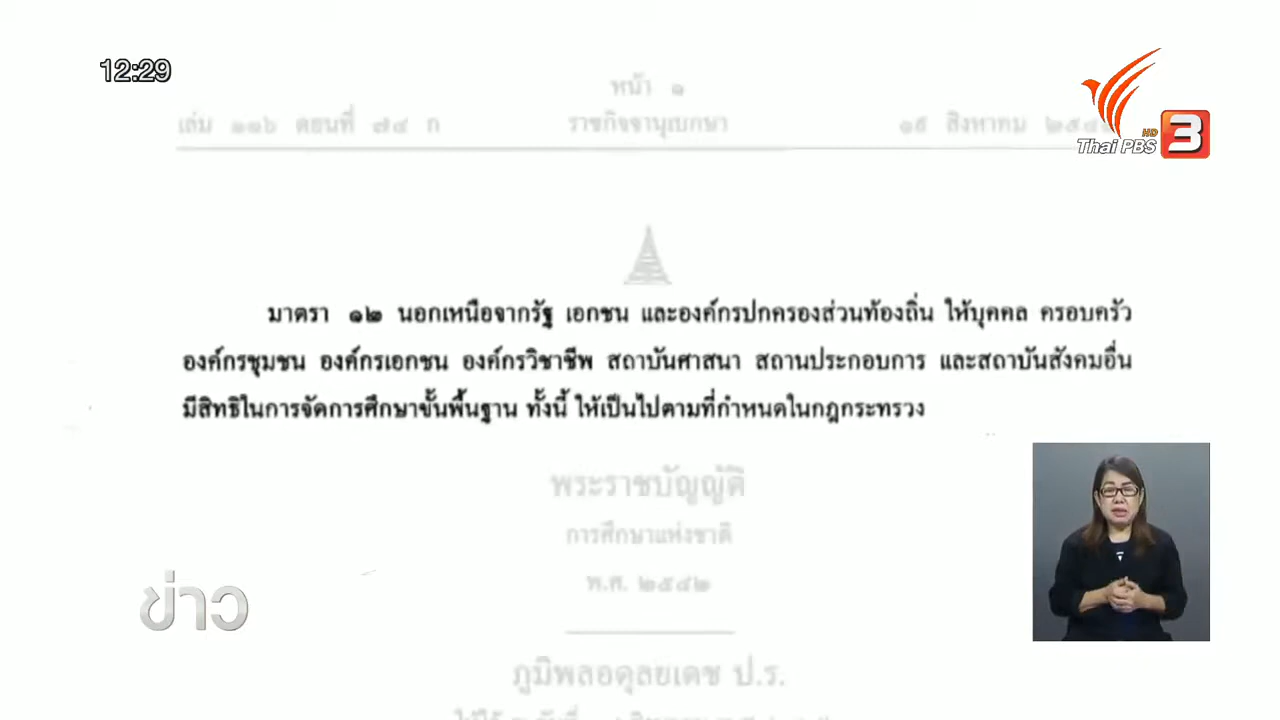 12:29
หน้า ๑
เล่ม ๑๑๖ ตอนที่ ๗๔ ก ราชกิจจานุเบกษา ๑๙ สิงหาคม
HD
Thai PBS 3
มาตรา ๑๒ นอกเหนือจากรัฐ เอกชน และองค์กรปกครองส่วนท้องถิ่น ให้บุคคล ครอบครัว
องค์กรชุมชน องค์กรเอกชน องค์กรวิชาชีพ สถาบันศาสนา สถานประกอบการ และสถาบันสังคมอื่น
มีสิทธิในการจัดการศึกษาขั้นพื้นฐาน ทั้งนี้ ให้เป็นไปตามที่กำหนดในกฎกระทรวง
พระราชบัญญัติ
การศึกษาแห่งชาติ
พ.ศ. ๒๕๔๒
ข่าว
ภูมิพลอดุลยเดช ป.ร.